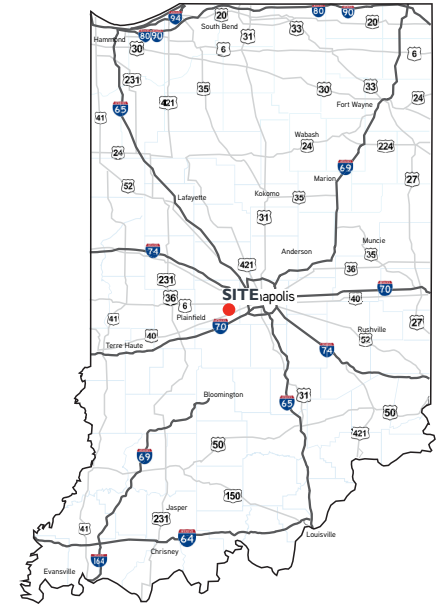 94
20
80
90
South Bend
33
20
Hammond
80
90
31
30
6
6
231
35
30
33
421
Fort Wayne
24
65
41
Wabash
24
224
24
69
Marion
27
52
Kokomo
35
Lafayette
31
Muncie
Anderson
35
74
421
36
231
70
36
SITE
apolis
40
6
41
Plainfield
27
70
Rushville
40
52
Terre Haute
74
Bloomington
31
65
50
421
50
69
150
Jasper
231
41
Louisville
64
Chrisney
164
Evansville